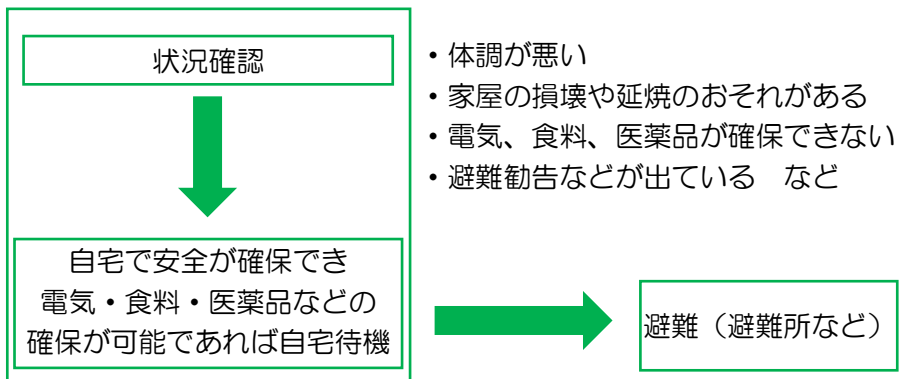 状況確認
・体調が悪い
・家屋の損壊や延焼のおそれがある
・電気、食料、医薬品が確保できない
・避難勧告などが出ている　など
自宅で安全が確保でき
電気・食料・医薬品などの
確保が可能であれば自宅待機
避難（避難所など）